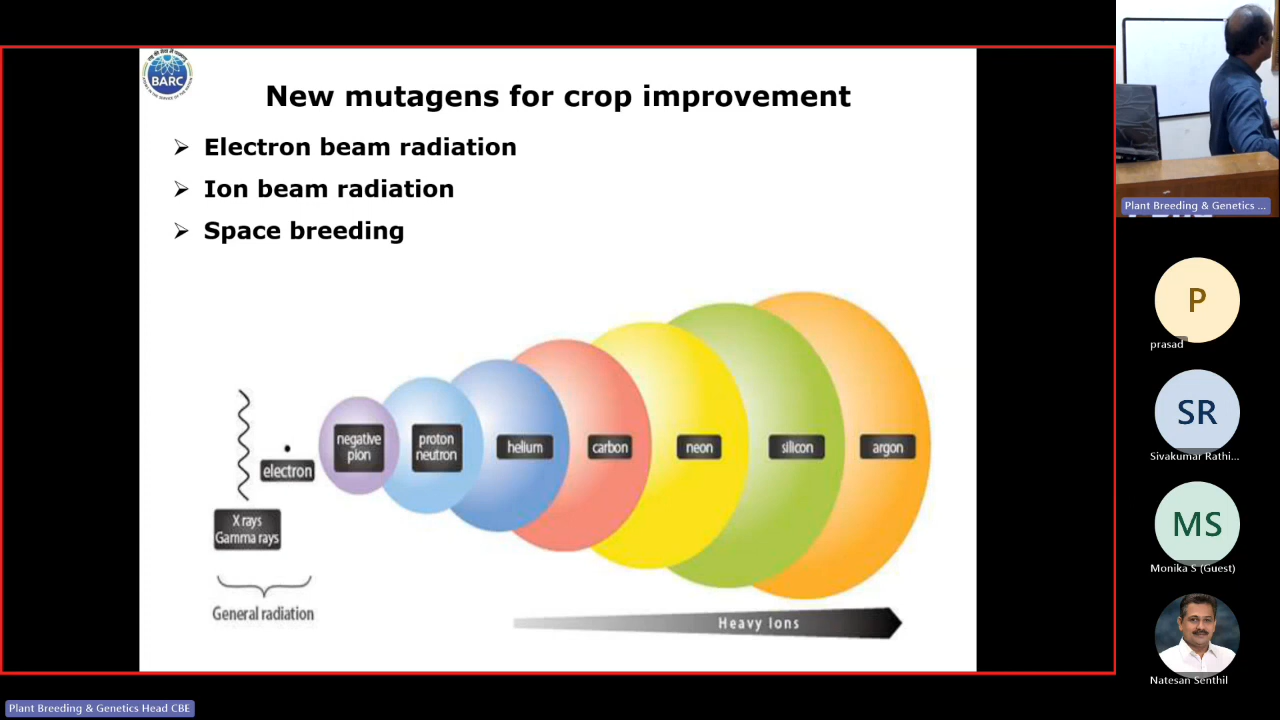 BARC
New mutagens for crop improvement
➢ Electron beam radiation
➢ Ion beam radiation
➢ Space breeding
X rays
Gamma rays
General radiation
electron
negative
pion
proton
neutron
helium
carbon
neon
silicon
argon
Heavy Ions
Plant Breeding & Genetics ...
P
prasad
SR
Sivakumar Rathi...
MS
Monika S (Guest)
Natesan Senthil
Plant Breeding & Genetics Head CBE